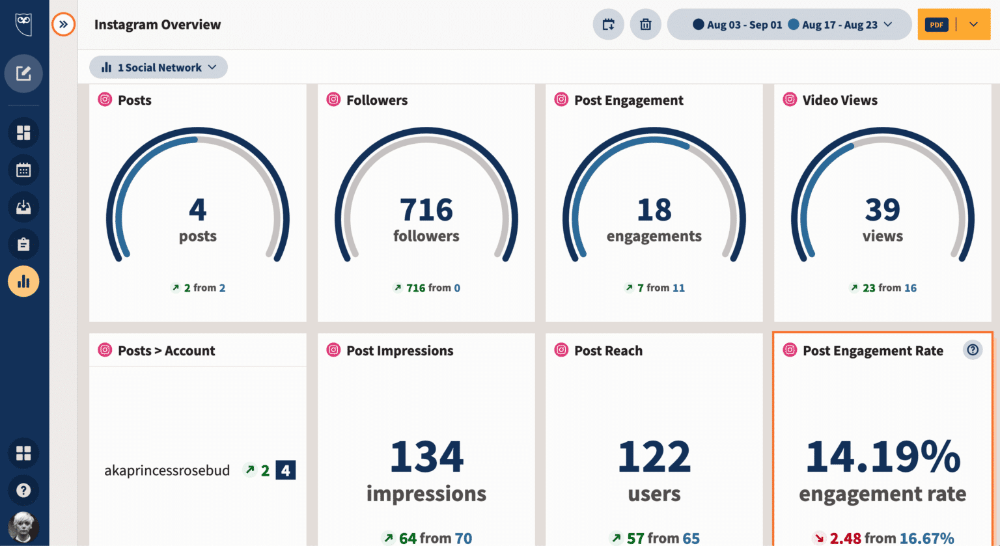 Instagram Overview
Aug 03 - Sep 01 Aug 17 - Aug 23
PDF
1 Social Network
Posts
4
posts
2 from 2
Followers
716
followers
716 from 0
Post Engagement
18
engagements
7 from 11
Video Views
39
views
23 from 16
Posts > Account
akaprincessrosebud 2 4
Post Impressions
134
impressions
64 from 70
Post Reach
122
users
57 from 65
Post Engagement Rate ?
14.19%
engagement rate
2.48 from 16.67%
?